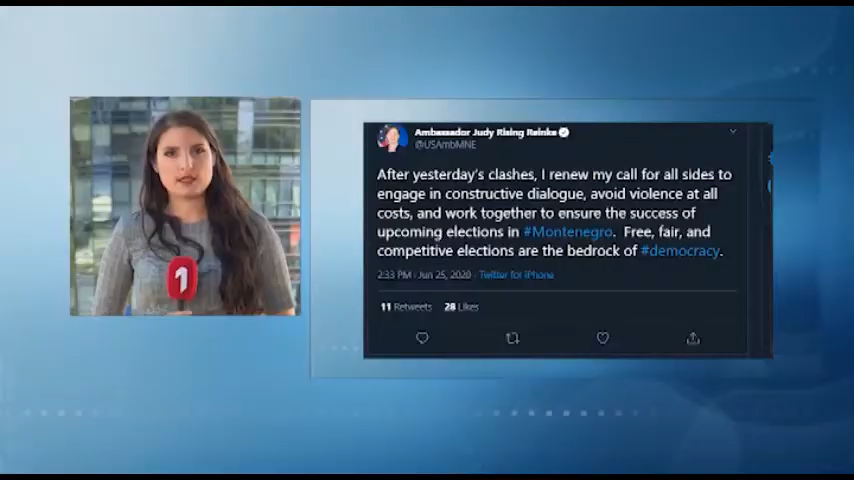 1
Ambassador Judy Rising Reinke
@USAmbMNE
After yesterday's clashes, I renew my call for all sides to
engage in constructive dialogue, avoid violence at all
costs, and work together to ensure the success of
upcoming elections in #Montenegro. Free, fair, and
competitive elections are the bedrock of #democracy.
2:33 PM · Jun 25, 2020 · Twitter for iPhone
11 Retweets 28 Likes